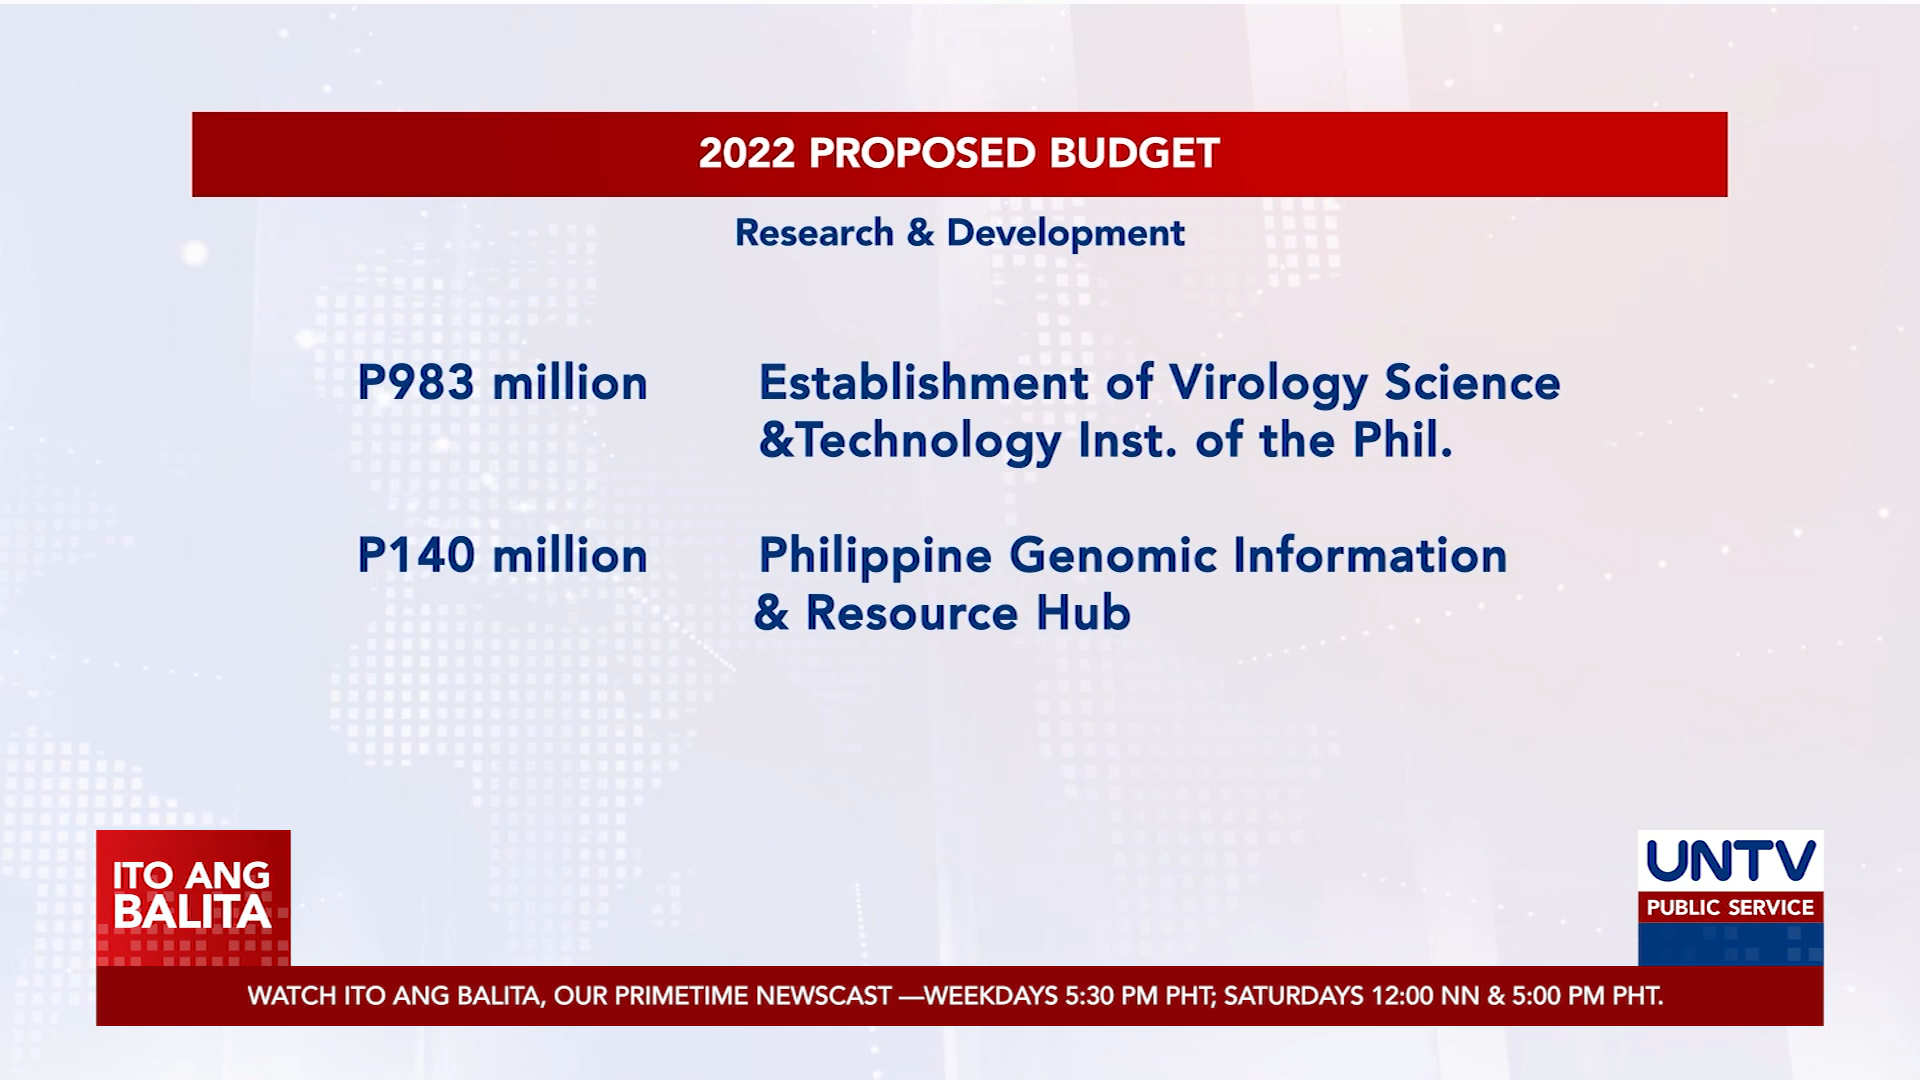 2022 PROPOSED BUDGET
Research & Development
P983 million
Establishment of Virology Science
&Technology Inst. of the Phil.
P140 million
Philippine Genomic Information
& Resource Hub
ITO ANG
BALITA
UNTV
PUBLIC SERVICE
WATCH ITO ANG BALITA, OUR PRIMETIME NEWSCAST —WEEKDAYS 5:30 PM PHT; SATURDAYS 12:00 NN & 5:00 PM PHT.